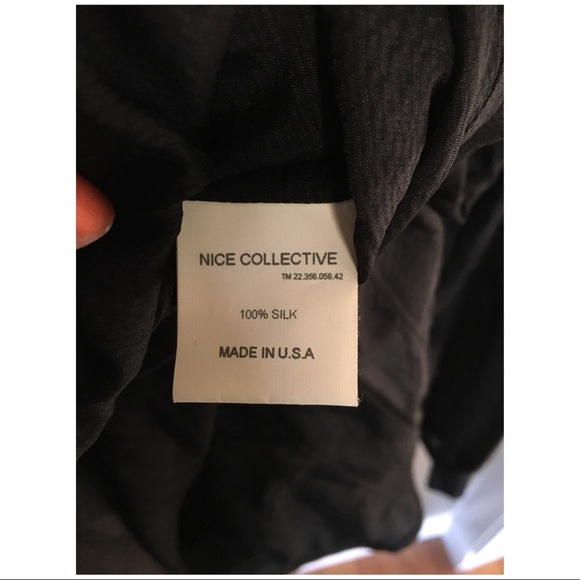 NICE COLLECTIVE
TM 22.356.056.42
100% SILK
MADE IN U.S.A